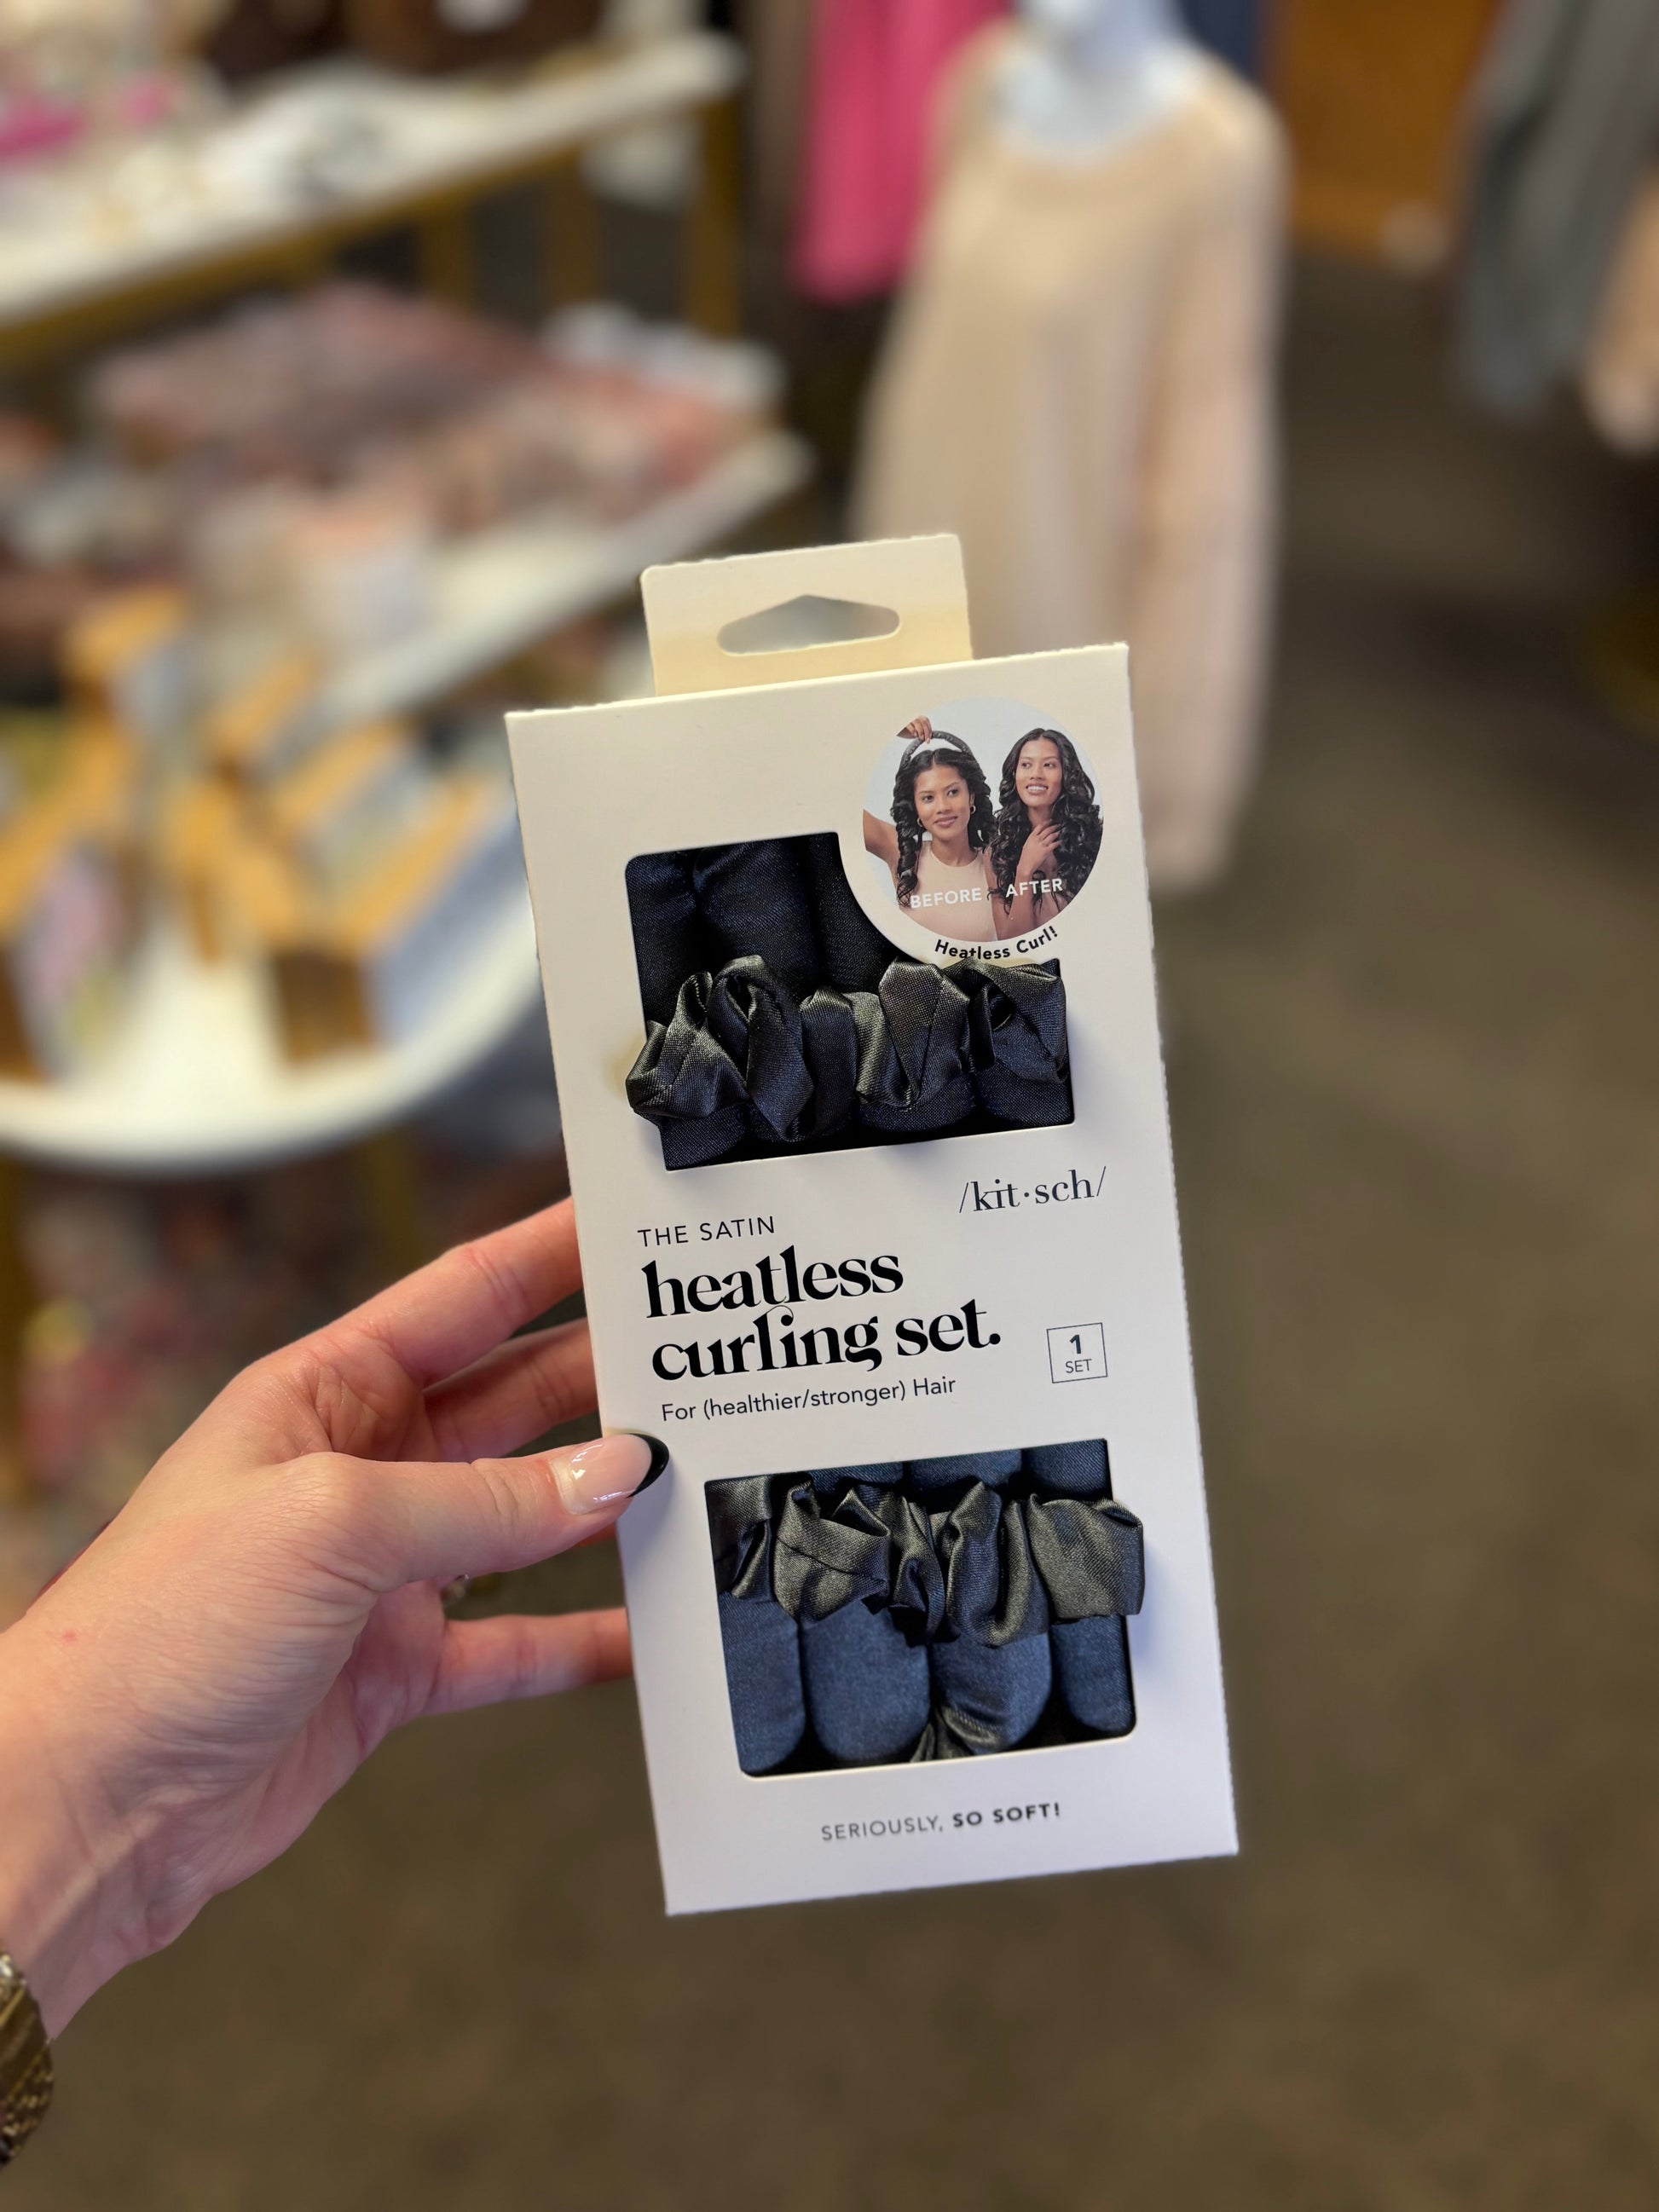 BEFORE AFTER
Heatless Curl!
/kit·sch/
THE SATIN
heatless
curling set.
1
SET
For (healthier/stronger) Hair
SERIOUSLY, SO SOFT!